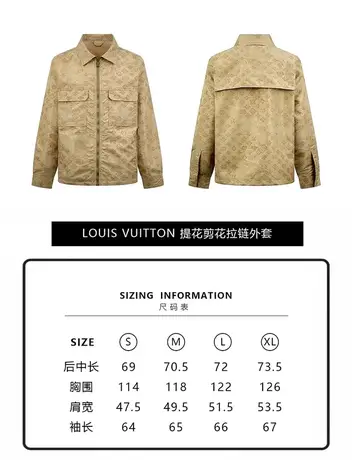 LOUIS VUITTON 提花剪花拉链外套
SIZING INFORMATION
尺码表
SIZE S M L XL
后中长 69 70.5 72 73.5
胸围 114 118 122 126
肩宽 47.5 49.5 51.5 53.5
袖长 64 65 66 67